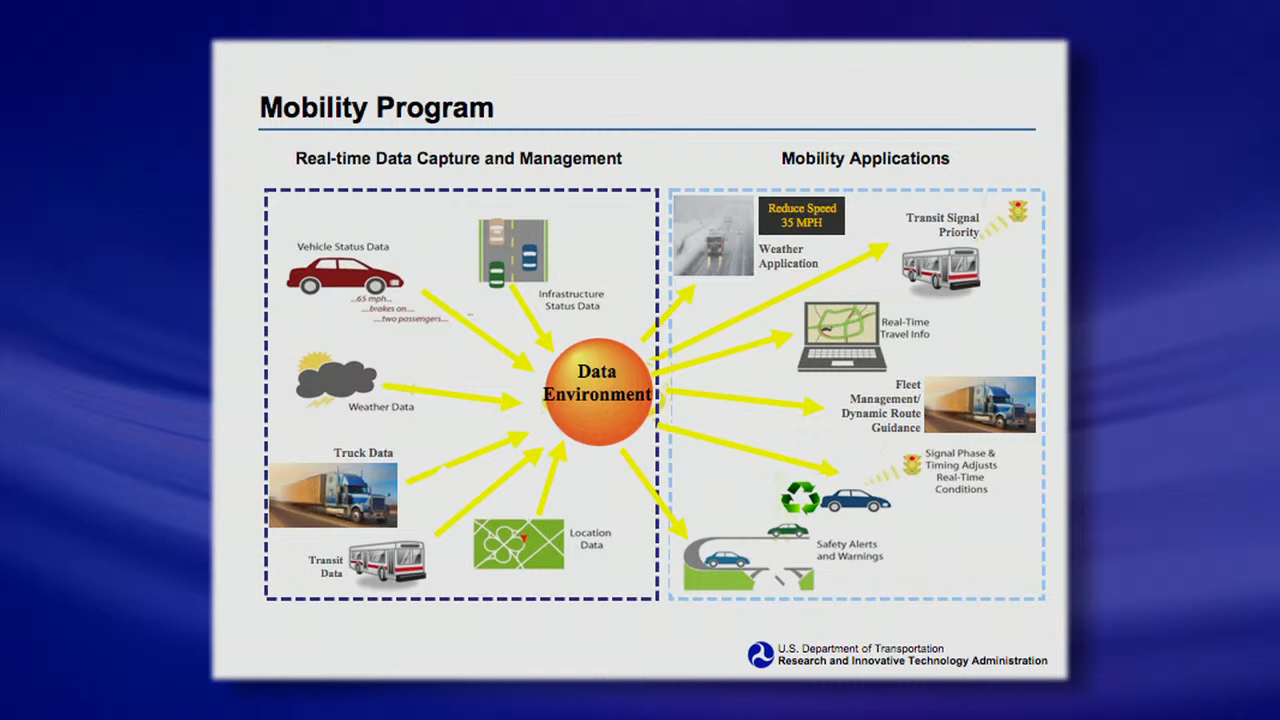 Mobility Program
Real-time Data Capture and Management
Mobility Applications
Vehicle Status Data
...65 mph...
....brakes on...
....two passengers....
Infrastructure
Status Data
Weather Data
Truck Data
Transit
Data
Location
Data
Data
Environment
Reduce Speed
35 MPH
Weather
Application
Transit Signal
Priority
Real-Time
Travel Info
Fleet
Management/
Dynamic Route
Guidance
Signal Phase &
Timing Adjusts
Real-Time
Conditions
Safety Alerts
and Warnings
U.S. Department of Transportation
Research and Innovative Technology Administration